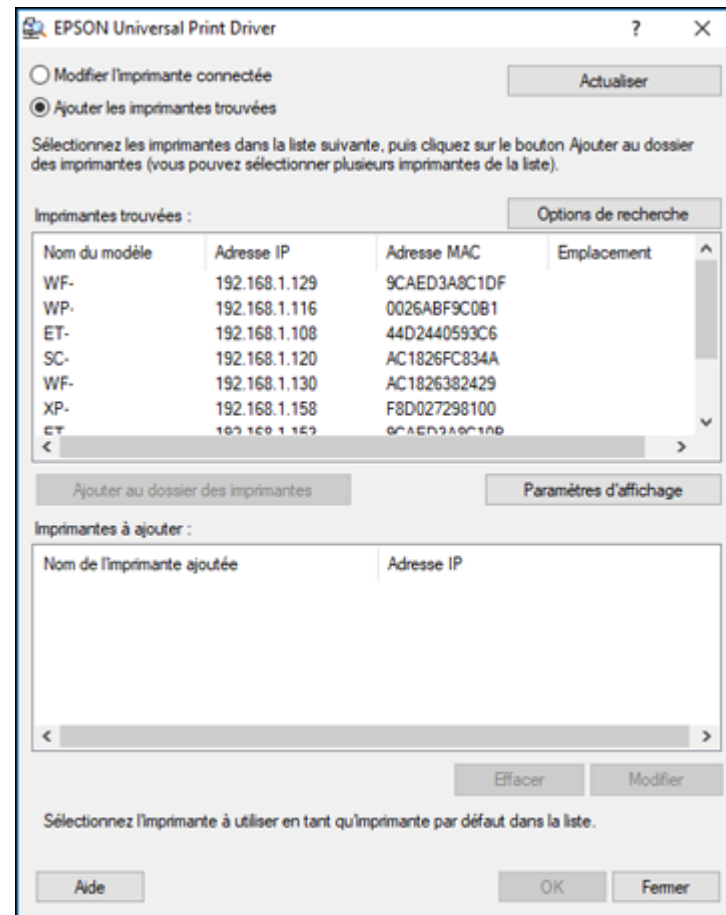 EPSON Universal Print Driver
Modifier l'imprimante connectée
Actualiser
Ajouter les imprimantes trouvées
Sélectionnez les imprimantes dans la liste suivante, puis cliquez sur le bouton Ajouter au dossier
des imprimantes (vous pouvez sélectionner plusieurs imprimantes de la liste).
Imprimantes trouvées :
Options de recherche
Nom du modèle Adresse IP Adresse MAC Emplacement
WF- 192.168.1.129 9CAED3A8C1DF
WP- 192.168.1.116 0026ABF9C0B1
ET- 192.168.1.108 44D2440593C6
SC- 192.168.1.120 AC1826FC834A
WF- 192.168.1.130 AC1826382429
XP- 192.168.1.158 F8D027298100
ET
Ajouter au dossier des imprimantes
Paramètres d'affichage
Imprimantes à ajouter :
Nom de l'imprimante ajoutée Adresse IP
Effacer Modifier
Sélectionnez l'imprimante à utiliser en tant qu'imprimante par défaut dans la liste.
Aide OK Fermer